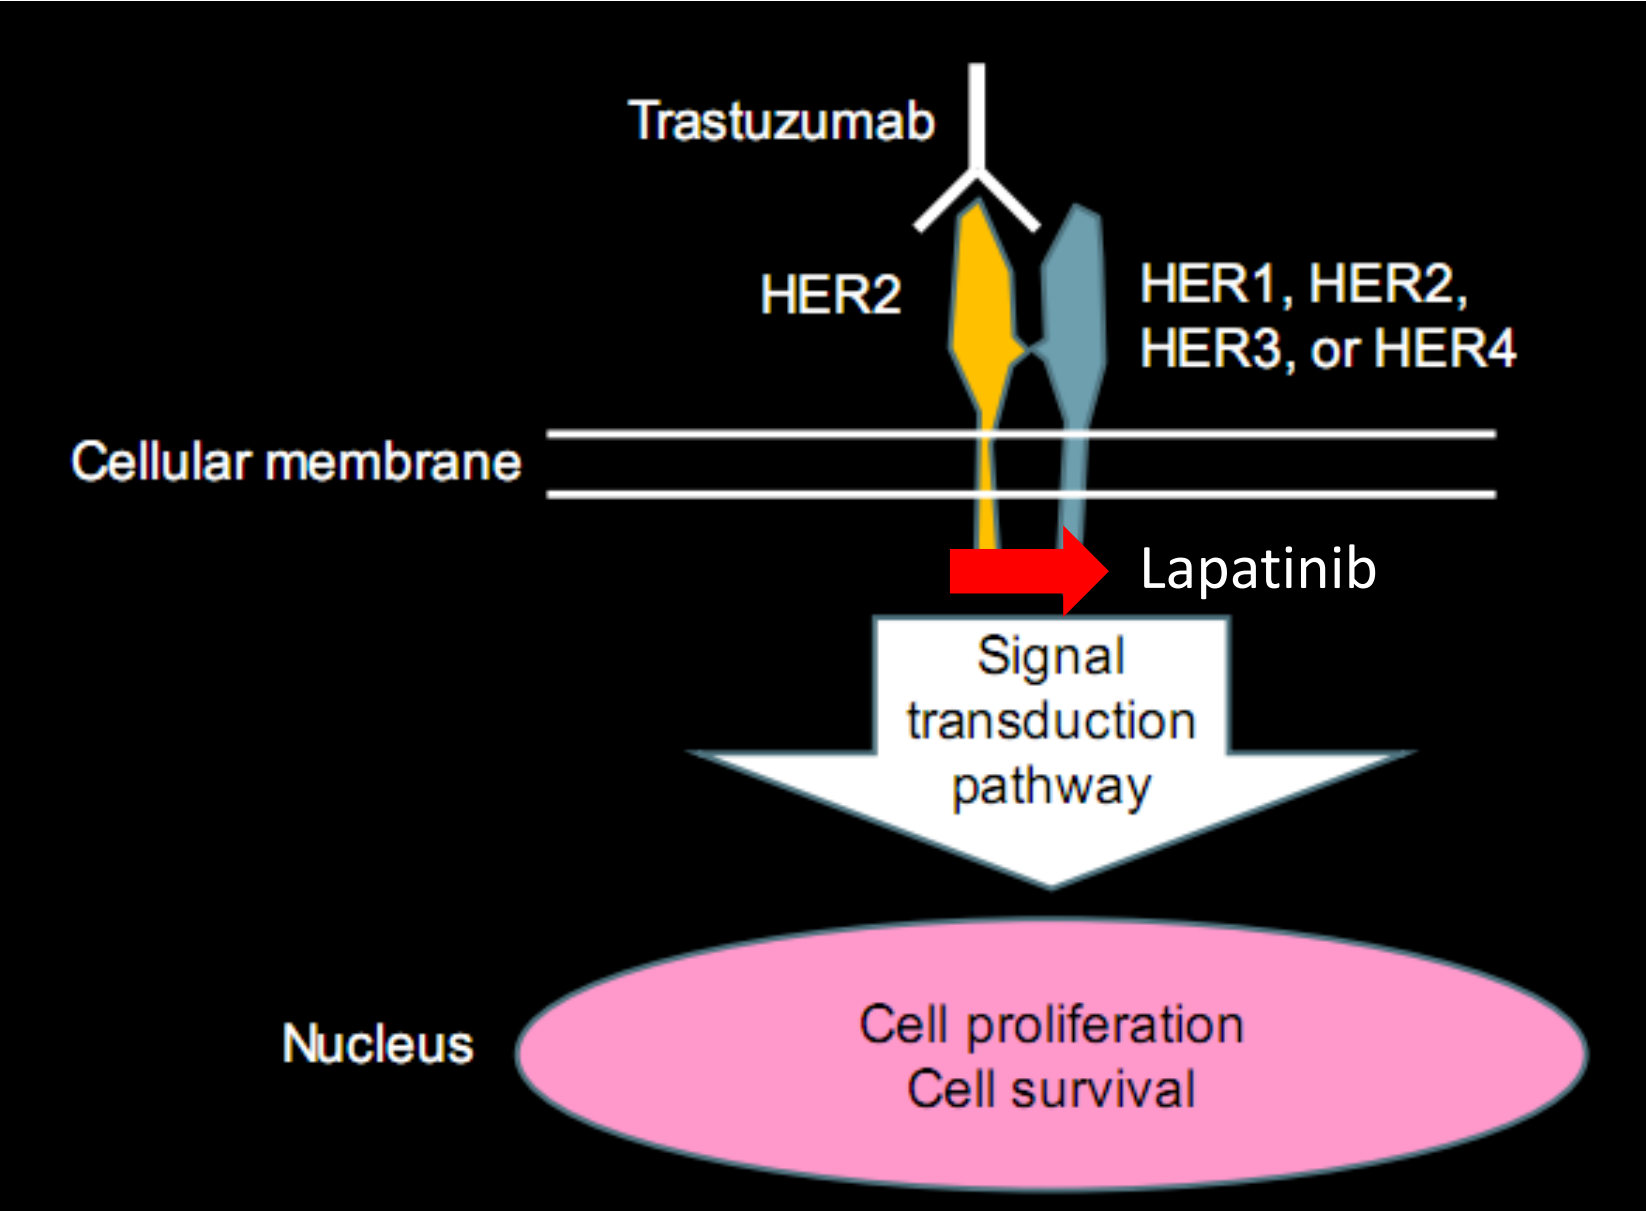 Trastuzumab
HER2
HER1, HER2,
HER3, or HER4
Cellular membrane
Lapatinib
Signal
transduction
pathway
Nucleus
Cell proliferation
Cell survival